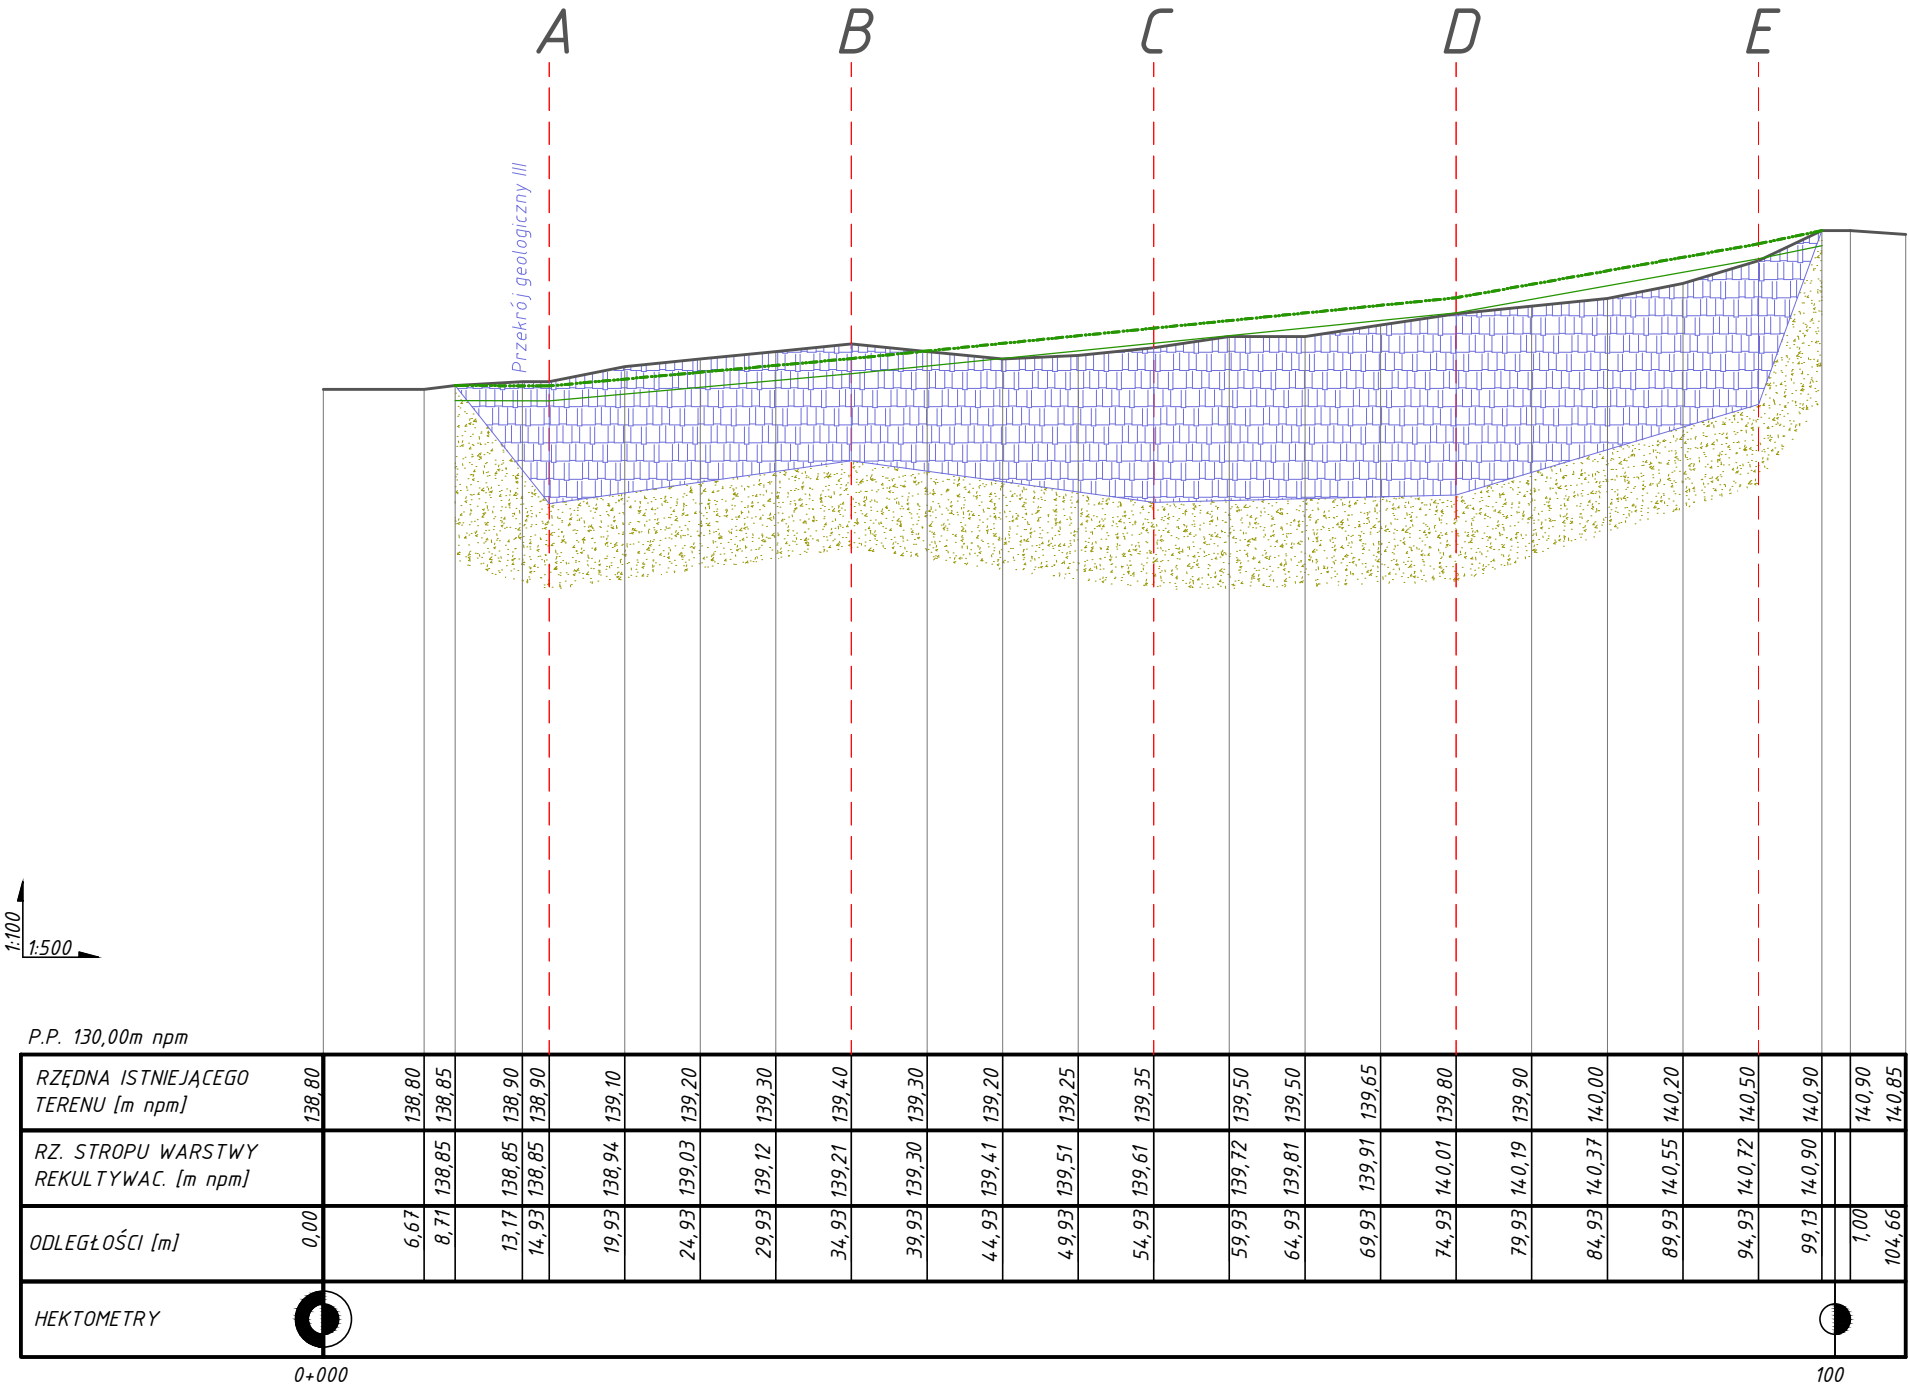 A B C D E
Przekrój geologiczny III
1:100
1:500
P.P. 130,00m npm
RZĘDNA ISTNIEJĄCEGO
TERENU [m npm]
138,80 138,80 138,85 138,90 138,90 139,10 139,20 139,30 139,40 139,30 139,20 139,25 139,35 139,50 139,50 139,65 139,80 139,90 140,00 140,20 140,50 140,90 140,90 140,85
RZ. STROPU WARSTWY
REKULTYWAC. [m npm]
138,85 138,85 138,85 138,94 139,03 139,12 139,21 139,30 139,41 139,51 139,61 139,72 139,81 139,91 140,01 140,19 140,37 140,55 140,72 140,90
ODLEGŁOŚCI [m]
0,00 6,67 8,71 13,17 14,93 19,93 24,93 29,93 34,93 39,93 44,93 49,93 54,93 59,93 64,93 69,93 74,93 79,93 84,93 89,93 94,93 99,13 1,00 104,66
HEKTOMETRY
0+000 100